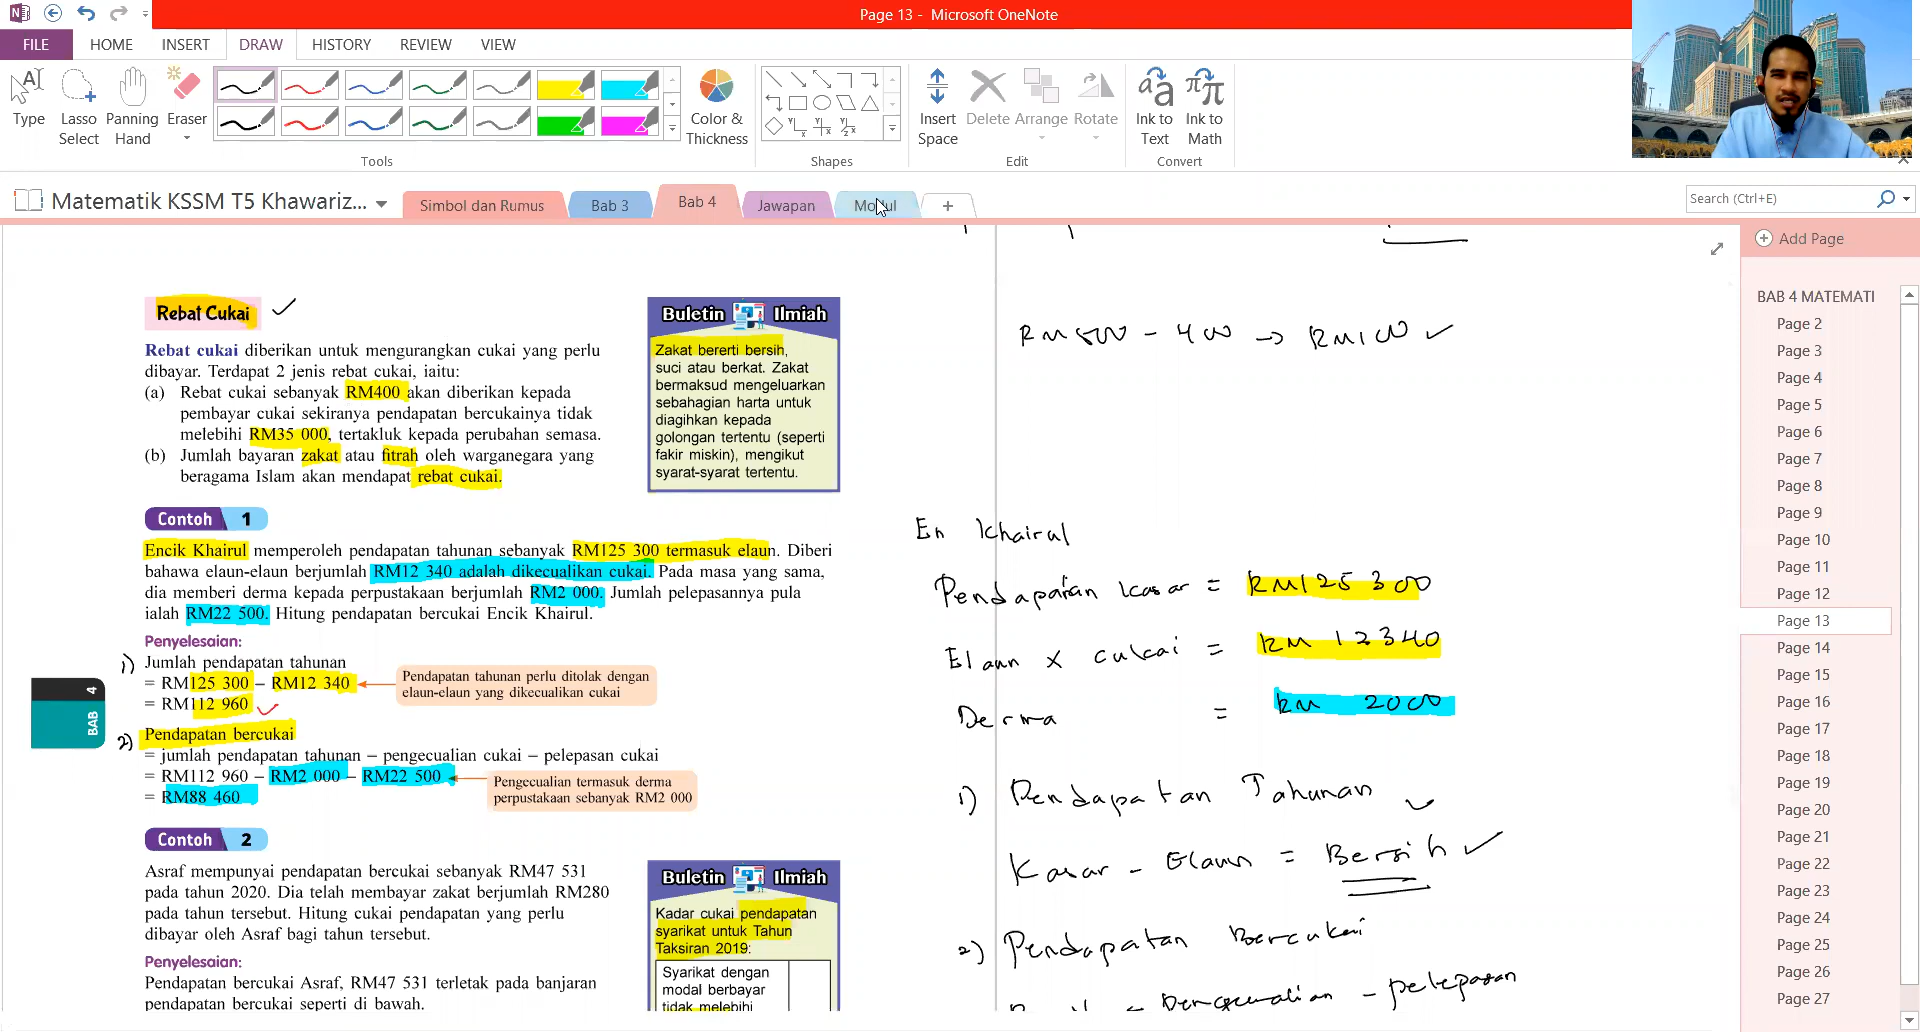 Page 13 - Microsoft OneNote
FILE HOME INSERT DRAW HISTORY REVIEW VIEW
Type
Lasso Select
Panning Hand
Eraser
Color & Thickness
Insert Space
Delete
Arrange
Rotate
Ink to Text
Ink to Math
Tools Shapes Edit Convert
Matematik KSSM T5 Khawariz...
Simbol dan Rumus
Bab 3
Bab 4
Jawapan
Modul
Search (Ctrl+E)
Rebat Cukai
Rebat cukai diberikan untuk mengurangkan cukai yang perlu
dibayar. Terdapat 2 jenis rebat cukai, iaitu:
(a) Rebat cukai sebanyak RM400 akan diberikan kepada
pembayar cukai sekiranya pendapatan bercukainya tidak
melebihi RM35 000, tertakluk kepada perubahan semasa.
(b) Jumlah bayaran zakat atau fitrah oleh warganegara yang
beragama Islam akan mendapat rebat cukai.
Buletin Ilmiah
Zakat bererti bersih,
suci atau berkat. Zakat
bermaksud mengeluarkan
sebahagian harta untuk
diagihkan kepada
golongan tertentu (seperti
fakir miskin), mengikut
syarat-syarat tertentu.
Contoh 1
Encik Khairul memperoleh pendapatan tahunan sebanyak RM125 300 termasuk elaun. Diberi
bahawa elaun-elaun berjumlah RM12 340 adalah dikecualikan cukai. Pada masa yang sama,
dia memberi derma kepada perpustakaan berjumlah RM2 000. Jumlah pelepasannya pula
ialah RM22 500. Hitung pendapatan bercukai Encik Khairul.
Penyelesaian:
1) Jumlah pendapatan tahunan
= RM125 300 – RM12 340
= RM112 960
Pendapatan tahunan perlu ditolak dengan
elaun-elaun yang dikecualikan cukai
2) Pendapatan bercukai
= jumlah pendapatan tahunan – pengecualian cukai – pelepasan cukai
= RM112 960 – RM2 000 – RM22 500
= RM88 460
Pengecualian termasuk derma
perpustakaan sebanyak RM2 000
BAB 4
Contoh 2
Asraf mempunyai pendapatan bercukai sebanyak RM47 531
pada tahun 2020. Dia telah membayar zakat berjumlah RM280
pada tahun tersebut. Hitung cukai pendapatan yang perlu
dibayar oleh Asraf bagi tahun tersebut.
Penyelesaian:
Pendapatan bercukai Asraf, RM47 531 terletak pada banjaran
pendapatan bercukai seperti di bawah.
Buletin Ilmiah
Kadar cukai pendapatan
syarikat untuk Tahun
Taksiran 2019:
Syarikat dengan
modal berbayar
tidak melebihi
RM500 - 400 → RM100
En Khairul
Pendapatan kasar = RM125 300
Elaun x cukai = RM 12340
Derma = RM 2000
1) Pendapatan Tahunan
Kasar - Elaun = Bersih
2) Pendapatan Bercukai
- Pengecualian - pelepasan
Add Page
BAB 4 MATEMATI
Page 2
Page 3
Page 4
Page 5
Page 6
Page 7
Page 8
Page 9
Page 10
Page 11
Page 12
Page 13
Page 14
Page 15
Page 16
Page 17
Page 18
Page 19
Page 20
Page 21
Page 22
Page 23
Page 24
Page 25
Page 26
Page 27